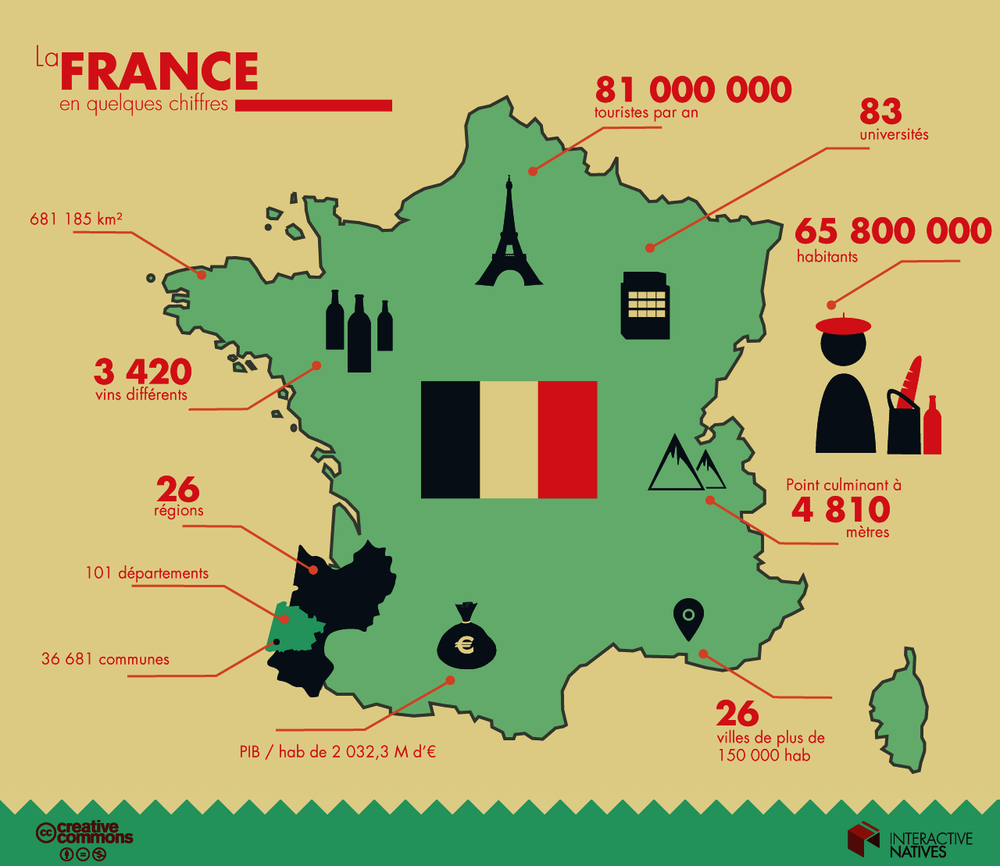 La FRANCE
en quelques chiffres
81 000 000
touristes par an
83
universités
681 185 km²
65 800 000
habitants
3 420
vins différents
26
régions
Point culminant à
4 810
mètres
101 départements
36 681 communes
€
PIB / hab de 2 032,3 M d’€
26
villes de plus de
150 000 hab
cc creative
commons
INTERACTIVE
NATIVES